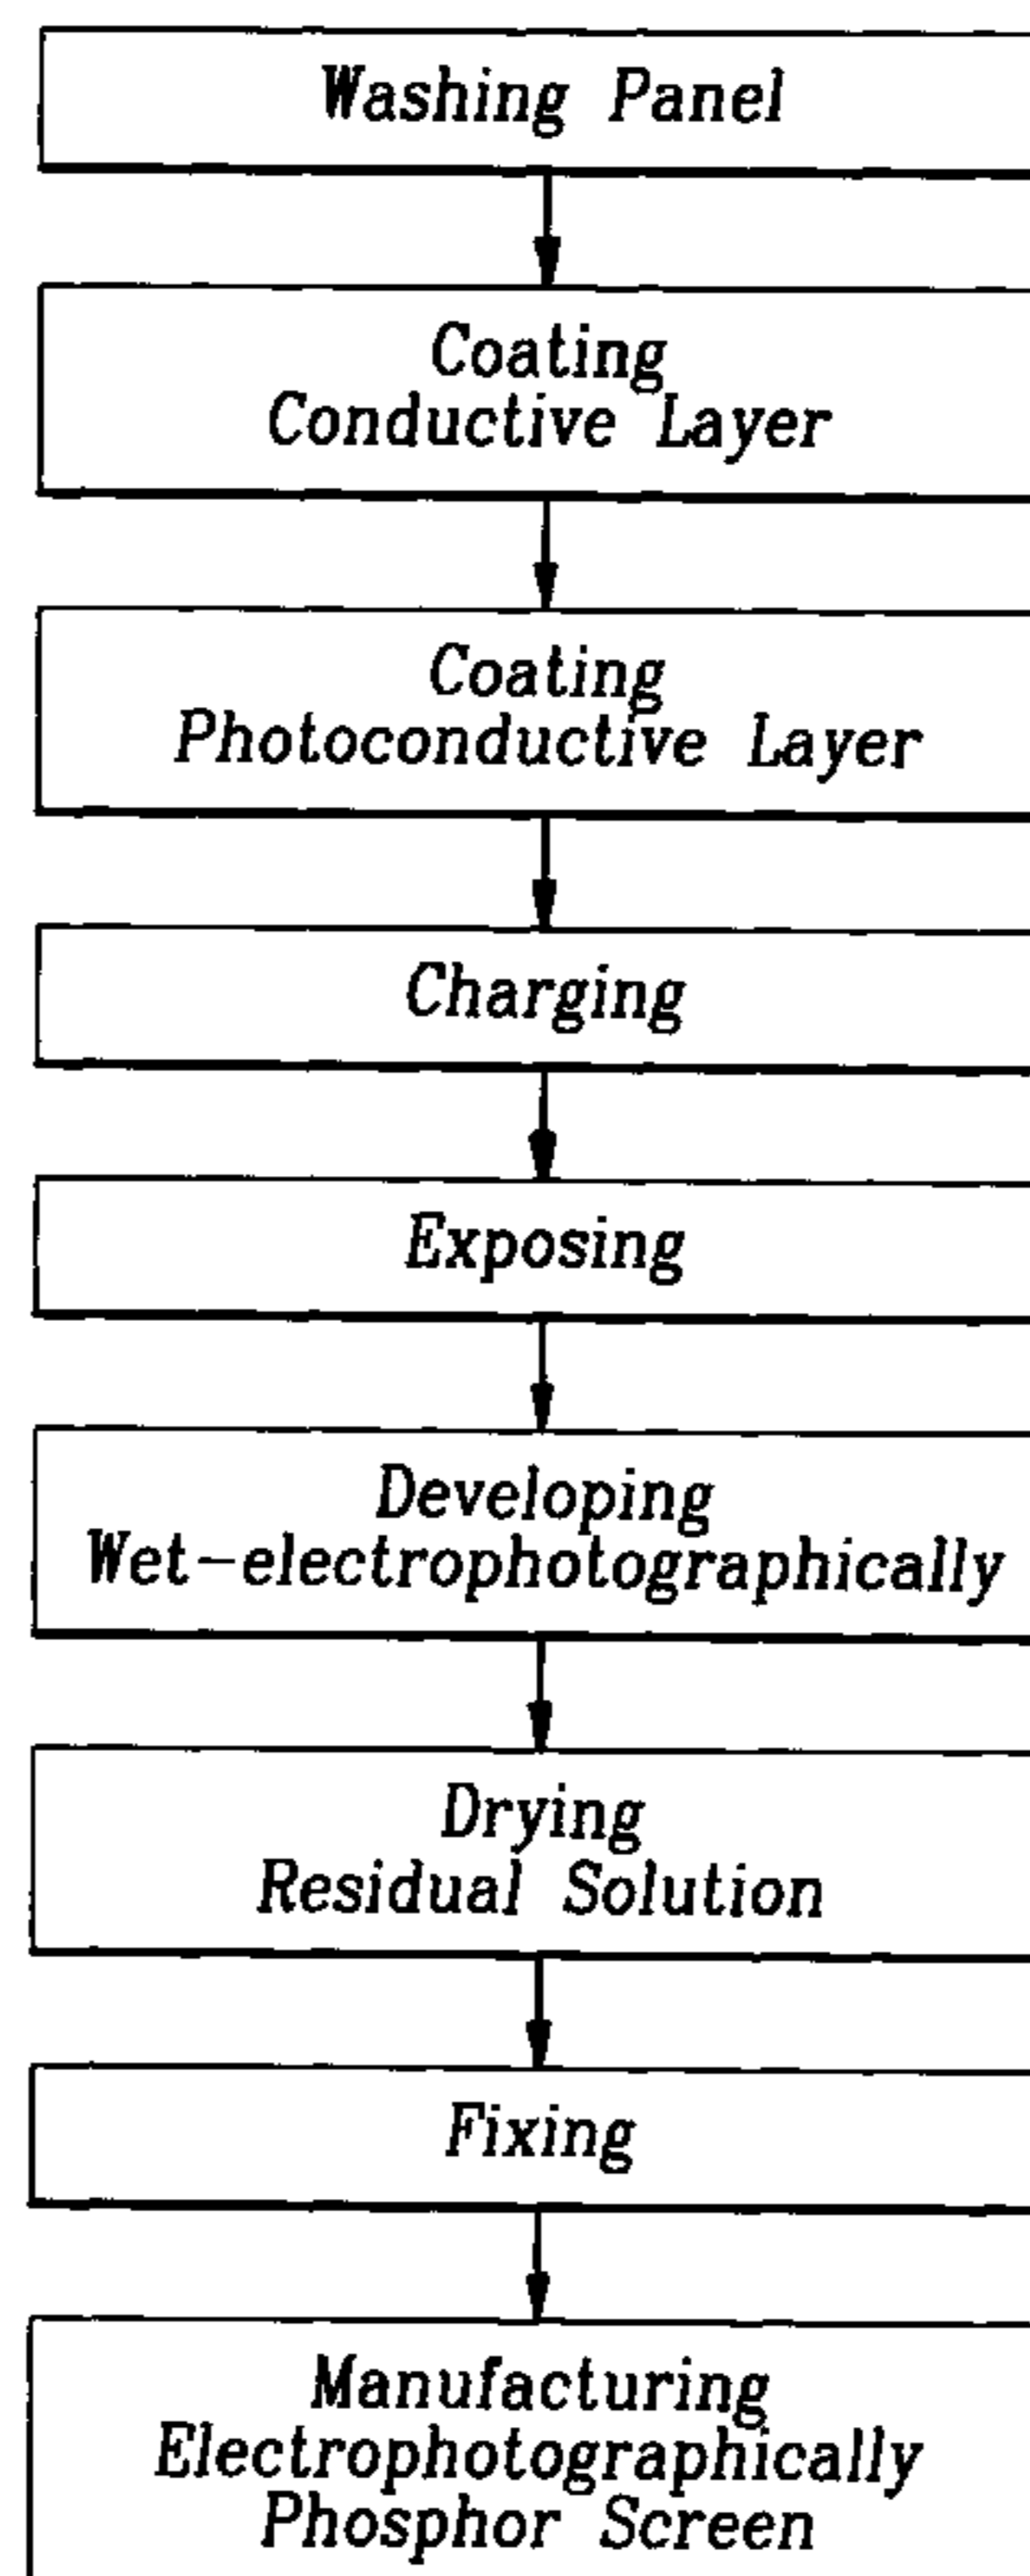 Washing Panel
Coating
Conductive Layer
Coating
Photoconductive Layer
Charging
Exposing
Developing
Wet-electrophotographically
Drying
Residual Solution
Fixing
Manufacturing
Electrophotographically
Phosphor Screen